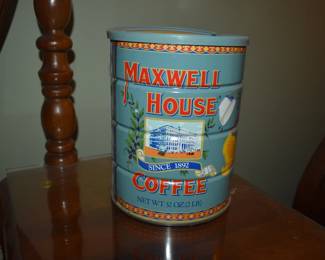 MAXWELL
HOUSE
SINCE 1892
COFFEE
NET WT 32 OZ (2 LB)